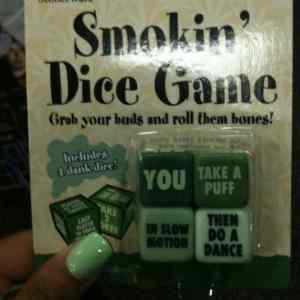 Smokin'
Dice Game
Grab your buds and roll them bones!
Includes
4 dank dice!
YOU
TAKE A
PUFF
IN SLOW
MOTION
THEN
DO A
DANCE